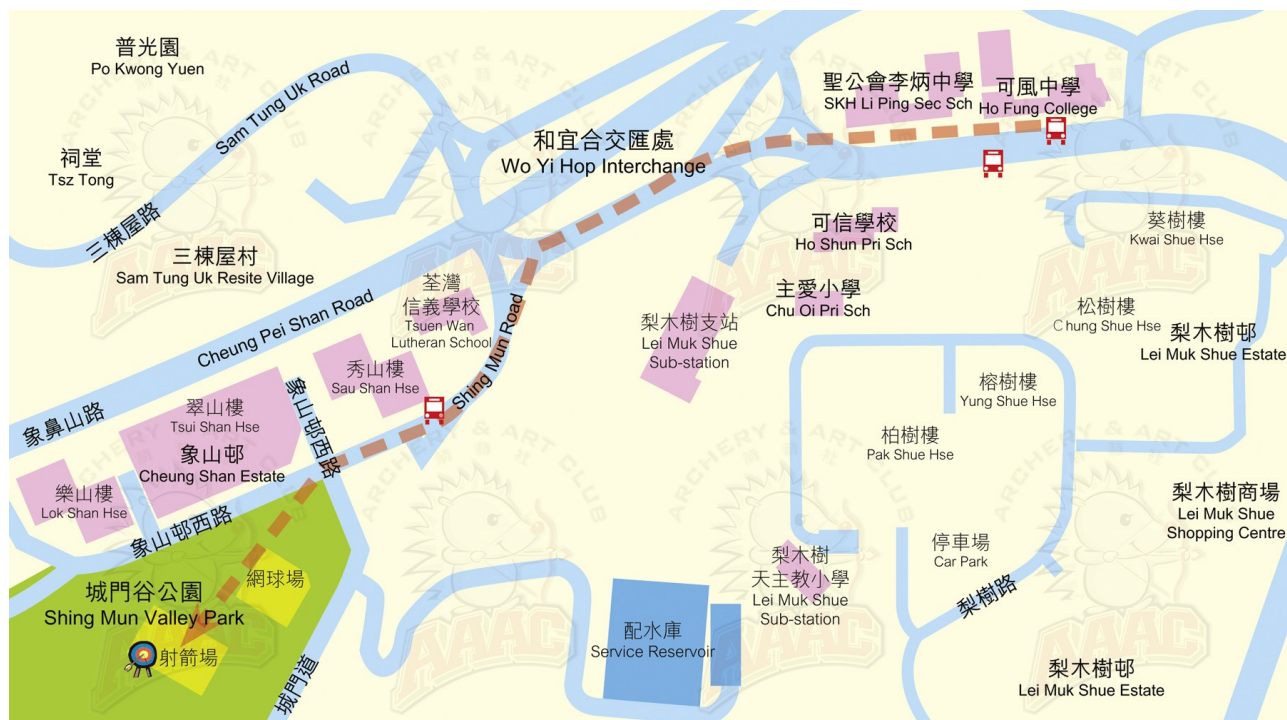 普光園
Po Kwong Yuen
Sam Tung Uk Road
祠堂
Tsz Tong
三棟屋路
三棟屋村
Sam Tung Uk Resite Village
和宜合交匯處
Wo Yi Hop Interchange
聖公會李炳中學
SKH Li Ping Sec Sch
可風中學
Ho Fung College
可信學校
Ho Shun Pri Sch
主愛小學
Chu Oi Pri Sch
葵樹樓
Kwai Shue Hse
松樹樓
Chung Shue Hse
梨木樹邨
Lei Muk Shue Estate
荃灣
信義學校
Tsuen Wan
Lutheran School
Cheung Pei Shan Road
象鼻山路
Shing Mun Road
梨木樹支站
Lei Muk Shue
Sub-station
秀山樓
Sau Shan Hse
翠山樓
Tsui Shan Hse
象山邨
Cheung Shan Estate
象山邨西路
樂山樓
Lok Shan Hse
象山邨西路
榕樹樓
Yung Shue Hse
柏樹樓
Pak Shue Hse
梨木樹商場
Lei Muk Shue
Shopping Centre
停車場
Car Park
梨樹路
梨木樹
天主教小學
Lei Muk Shue
Sub-station
配水庫
Service Reservoir
網球場
城門谷公園
Shing Mun Valley Park
射箭場
城門道
梨木樹邨
Lei Muk Shue Estate
ARCHERY & ART CLUB
AAAC